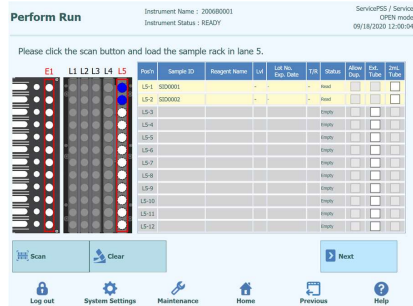 Perform Run
Instrument Name : 200680001
Instrument Status : READY
ServicePSS / Service
OPEN mode
09/18/2020 12:00:04
Please click the scan button and load the sample rack in lane 5.
E1 L1 L2 L3 L4 L5
Pos'n Sample ID Reagent Name Lvl Lot No. Exp. Date T/R Status Allow Dup. Ext. Tube 2mL Tube
L5-1 SID0001 - - - Read
L5-2 SID0002 - - - Read
L5-3 Empty
L5-4 Empty
L5-5 Empty
L5-6 Empty
L5-7 Empty
L5-8 Empty
L5-9 Empty
L5-10 Empty
L5-11 Empty
L5-12 Empty
Scan Clear Next
Log out System Settings Maintenance Home Previous Help